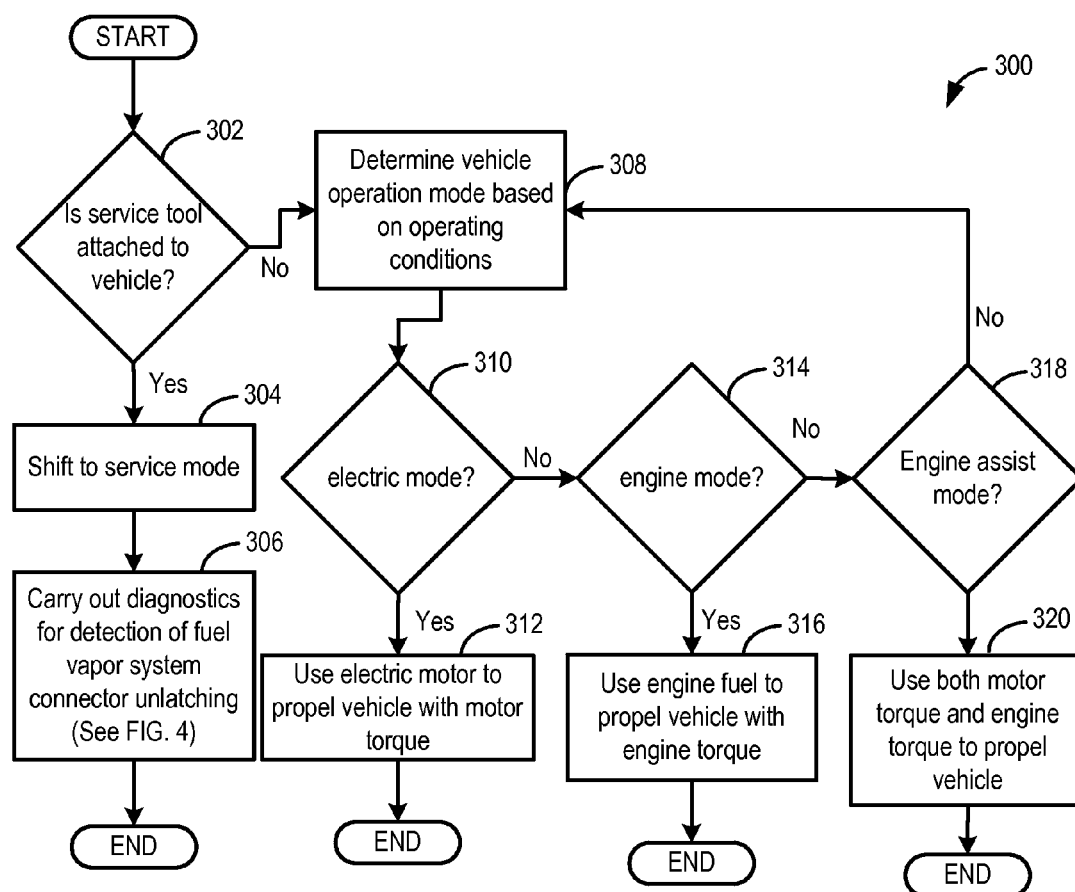 START
300
302
Is service tool
attached to
vehicle?
No
Yes
Determine vehicle
operation mode based
on operating
conditions
308
304
Shift to service mode
306
Carry out diagnostics
for detection of fuel
vapor system
connector unlatching
(See FIG. 4)
END
310
electric mode?
No
Yes
312
Use electric motor to
propel vehicle with motor
torque
END
314
engine mode?
No
Yes
316
Use engine fuel to
propel vehicle with
engine torque
END
318
No
Engine assist
mode?
320
Use both motor
torque and engine
torque to propel
vehicle
END